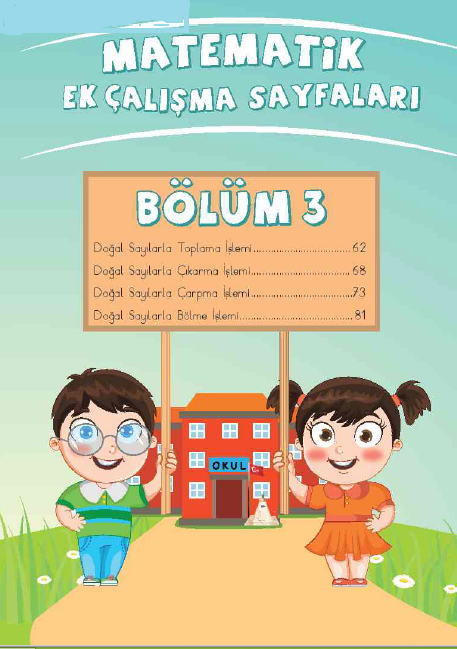 MATEMATİK
EK ÇALIŞMA SAYFALARI
BÖLÜM 3
Doğal Sayılarla Toplama İşlemi.................................62
Doğal Sayılarla Çıkarma İşlemi.................................68
Doğal Sayılarla Çarpma İşlemi..................................73
Doğal Sayılarla Bölme İşlemi.....................................81
OKUL